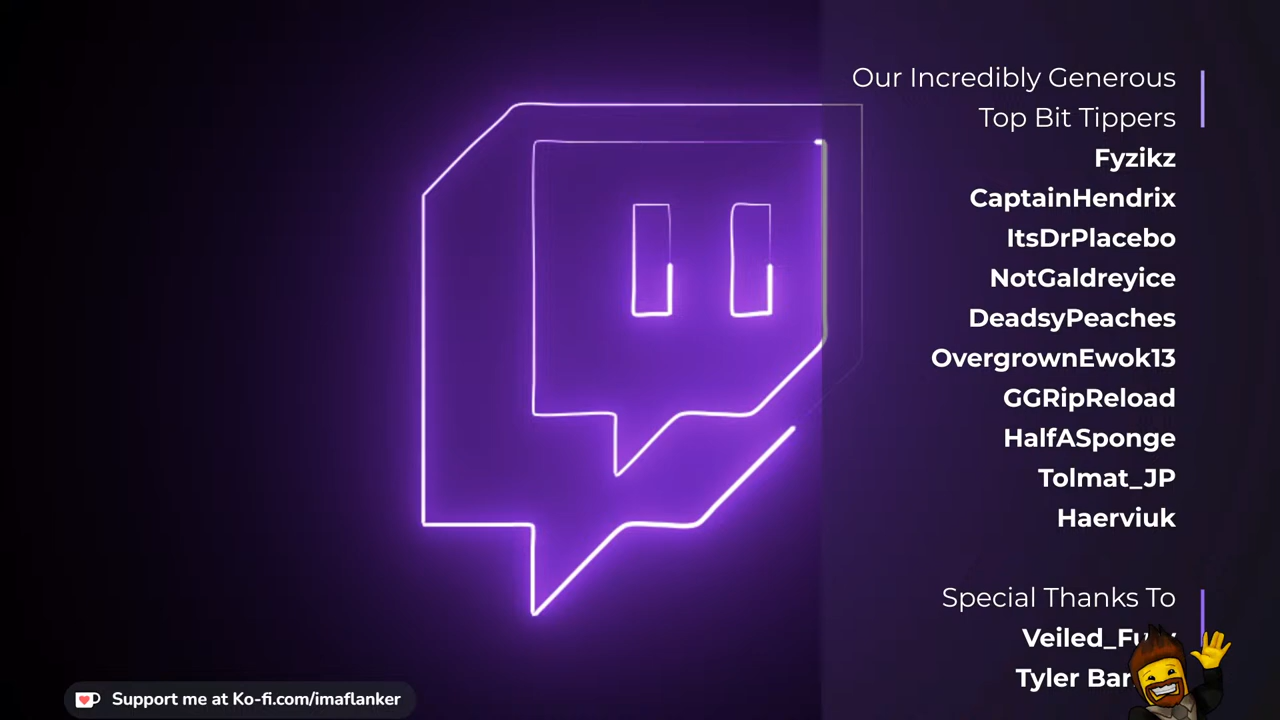 Our Incredibly Generous
Top Bit Tippers
Fyzikz
CaptainHendrix
ItsDrPlacebo
NotGaldreyice
DeadsyPeaches
OvergrownEwok13
GGRipReload
HalfASponge
Tolmat_JP
Haerviuk
Special Thanks To
Tyler
Support me at Ko-fi.com/imaflanker